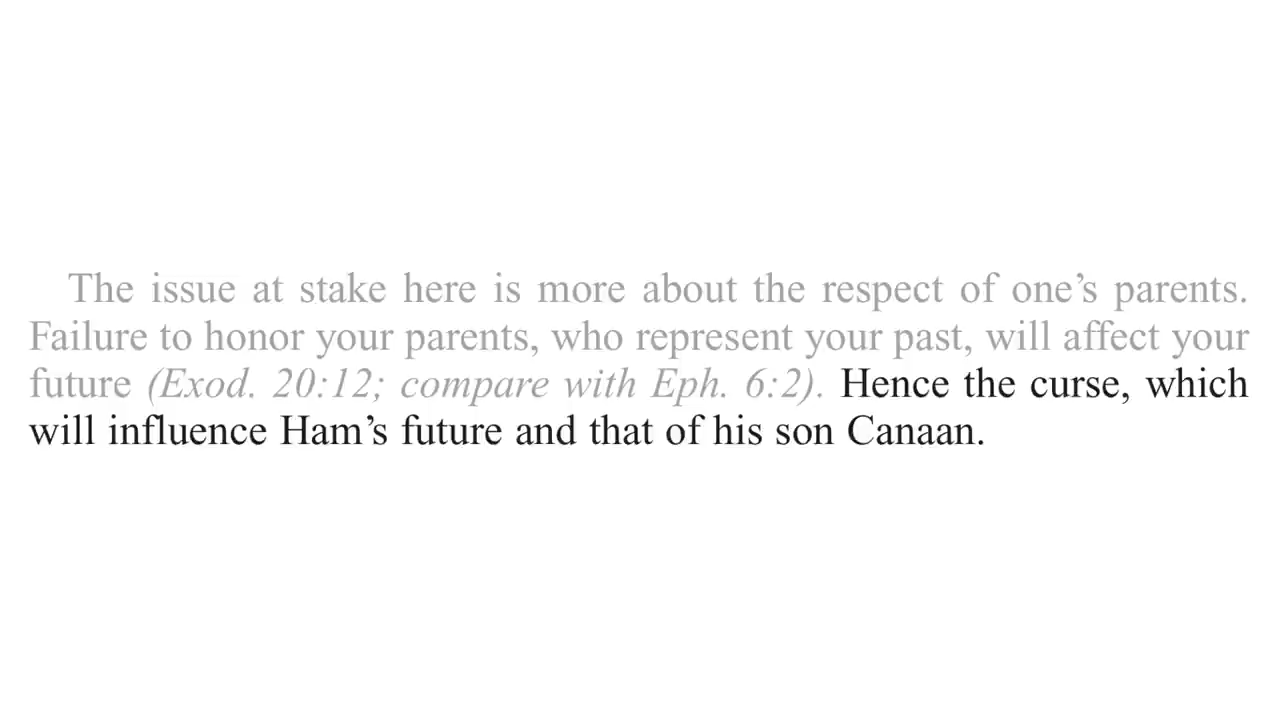 The issue at stake here is more about the respect of one’s parents.
Failure to honor your parents, who represent your past, will affect your
future (Exod. 20:12; compare with Eph. 6:2). Hence the curse, which
will influence Ham’s future and that of his son Canaan.